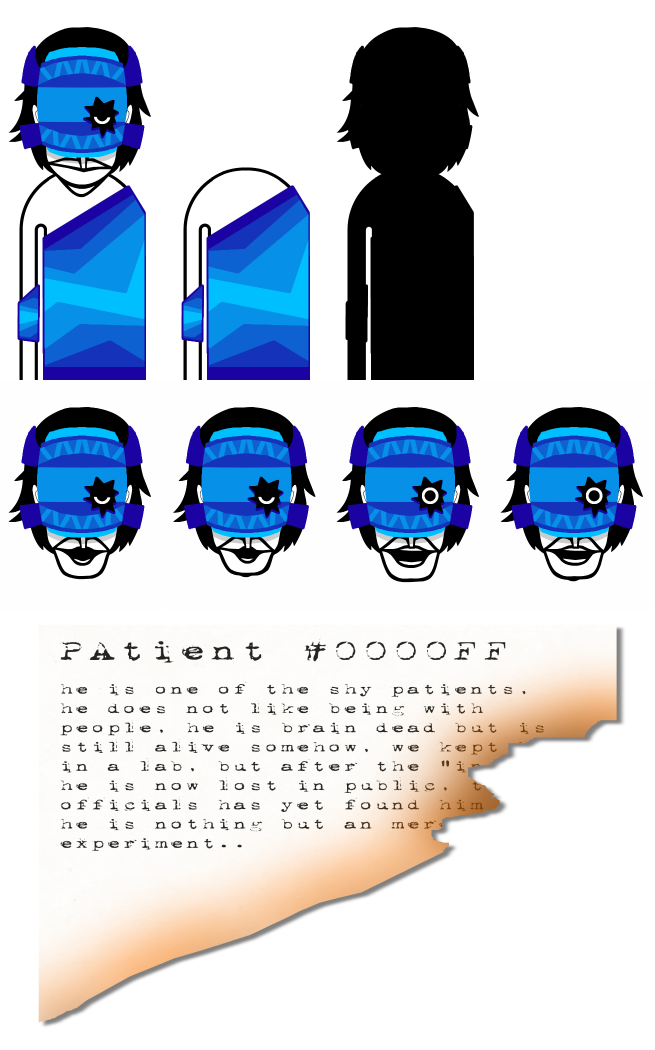 PAtient #0000FF
he is one of the shy patients.
he does not like being with
people. he is brain dead but is
still alive somehow. we kept
in a lab. but after the "in
he is now lost in public.
officials has yet found him
he is nothing but an mere
experiment..